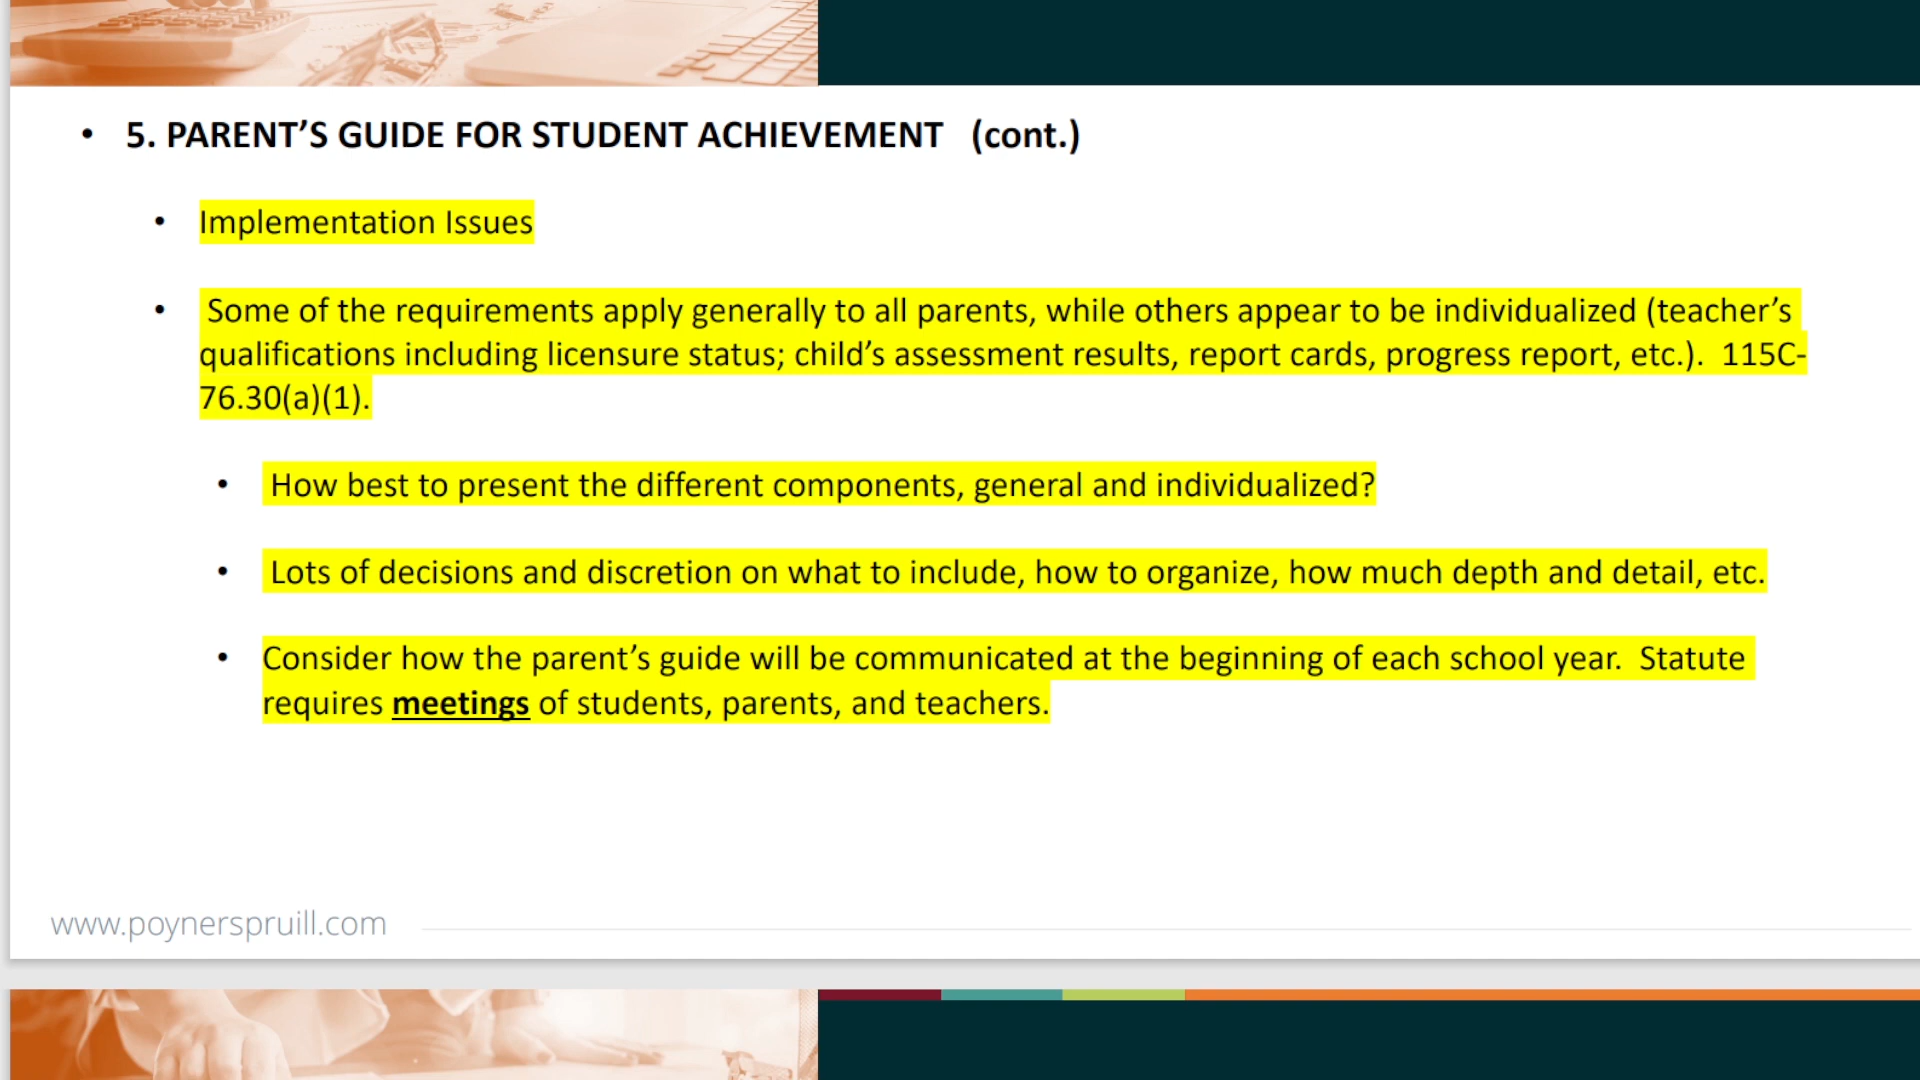 • 5. PARENT’S GUIDE FOR STUDENT ACHIEVEMENT (cont.)
• Implementation Issues
• Some of the requirements apply generally to all parents, while others appear to be individualized (teacher’s
qualifications including licensure status; child’s assessment results, report cards, progress report, etc.). 115C-
76.30(a)(1).
• How best to present the different components, general and individualized?
• Lots of decisions and discretion on what to include, how to organize, how much depth and detail, etc.
• Consider how the parent’s guide will be communicated at the beginning of each school year. Statute
requires meetings of students, parents, and teachers.
www.poynerspruill.com